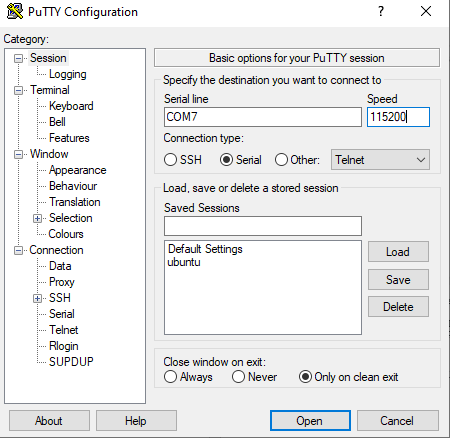 PuTTY Configuration
?
Category:
Session
Logging
Terminal
Keyboard
Bell
Features
Window
Appearance
Behaviour
Translation
Selection
Colours
Connection
Data
Proxy
SSH
Serial
Telnet
Rlogin
SUPDUP
Basic options for your PuTTY session
Specify the destination you want to connect to
Serial line Speed
COM7 115200
Connection type:
SSH Serial Other: Telnet
Load, save or delete a stored session
Saved Sessions
Default Settings
ubuntu
Load
Save
Delete
Close window on exit:
Always Never Only on clean exit
About Help Open Cancel